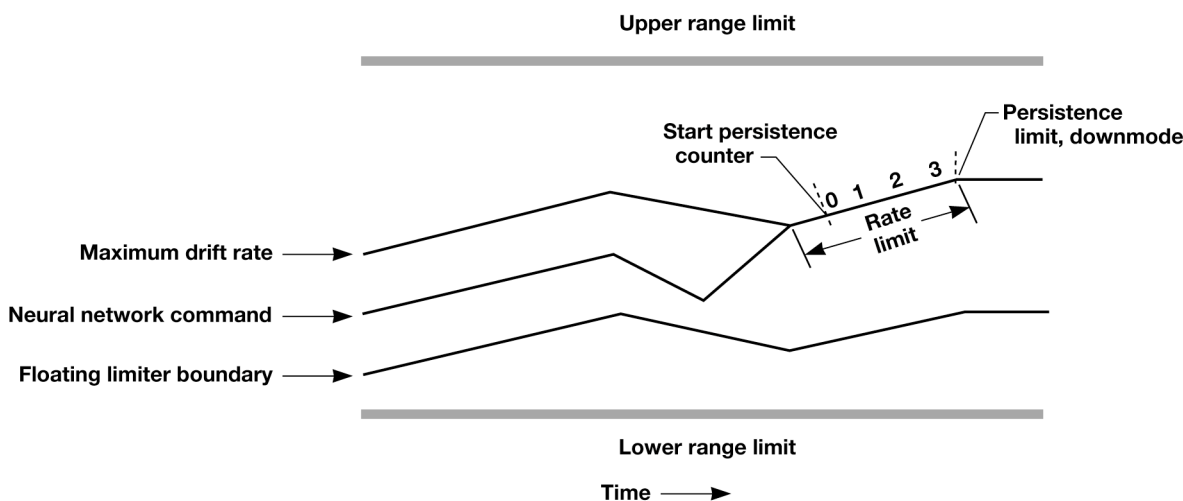 Upper range limit
Start persistence
counter
Persistence
limit, downmode
0 1 2 3
Rate
limit
Maximum drift rate
Neural network command
Floating limiter boundary
Lower range limit
Time